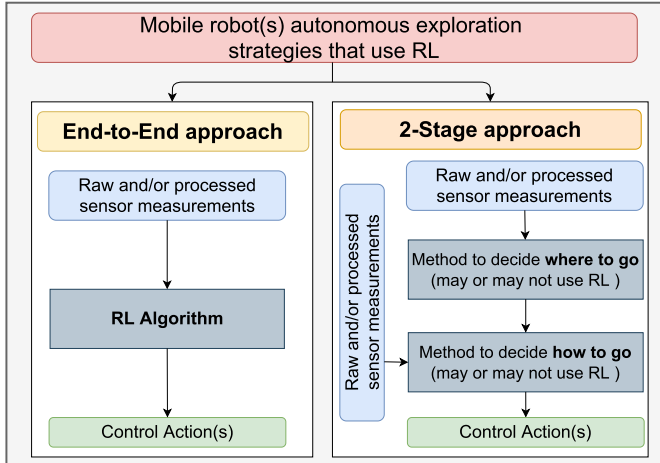 Mobile robot(s) autonomous exploration
strategies that use RL
End-to-End approach
Raw and/or processed
sensor measurements
RL Algorithm
Control Action(s)
2-Stage approach
Raw and/or processed
sensor measurements
Raw and/or processed
sensor measurements
Method to decide where to go
(may or may not use RL )
Method to decide how to go
(may or may not use RL )
Control Action(s)